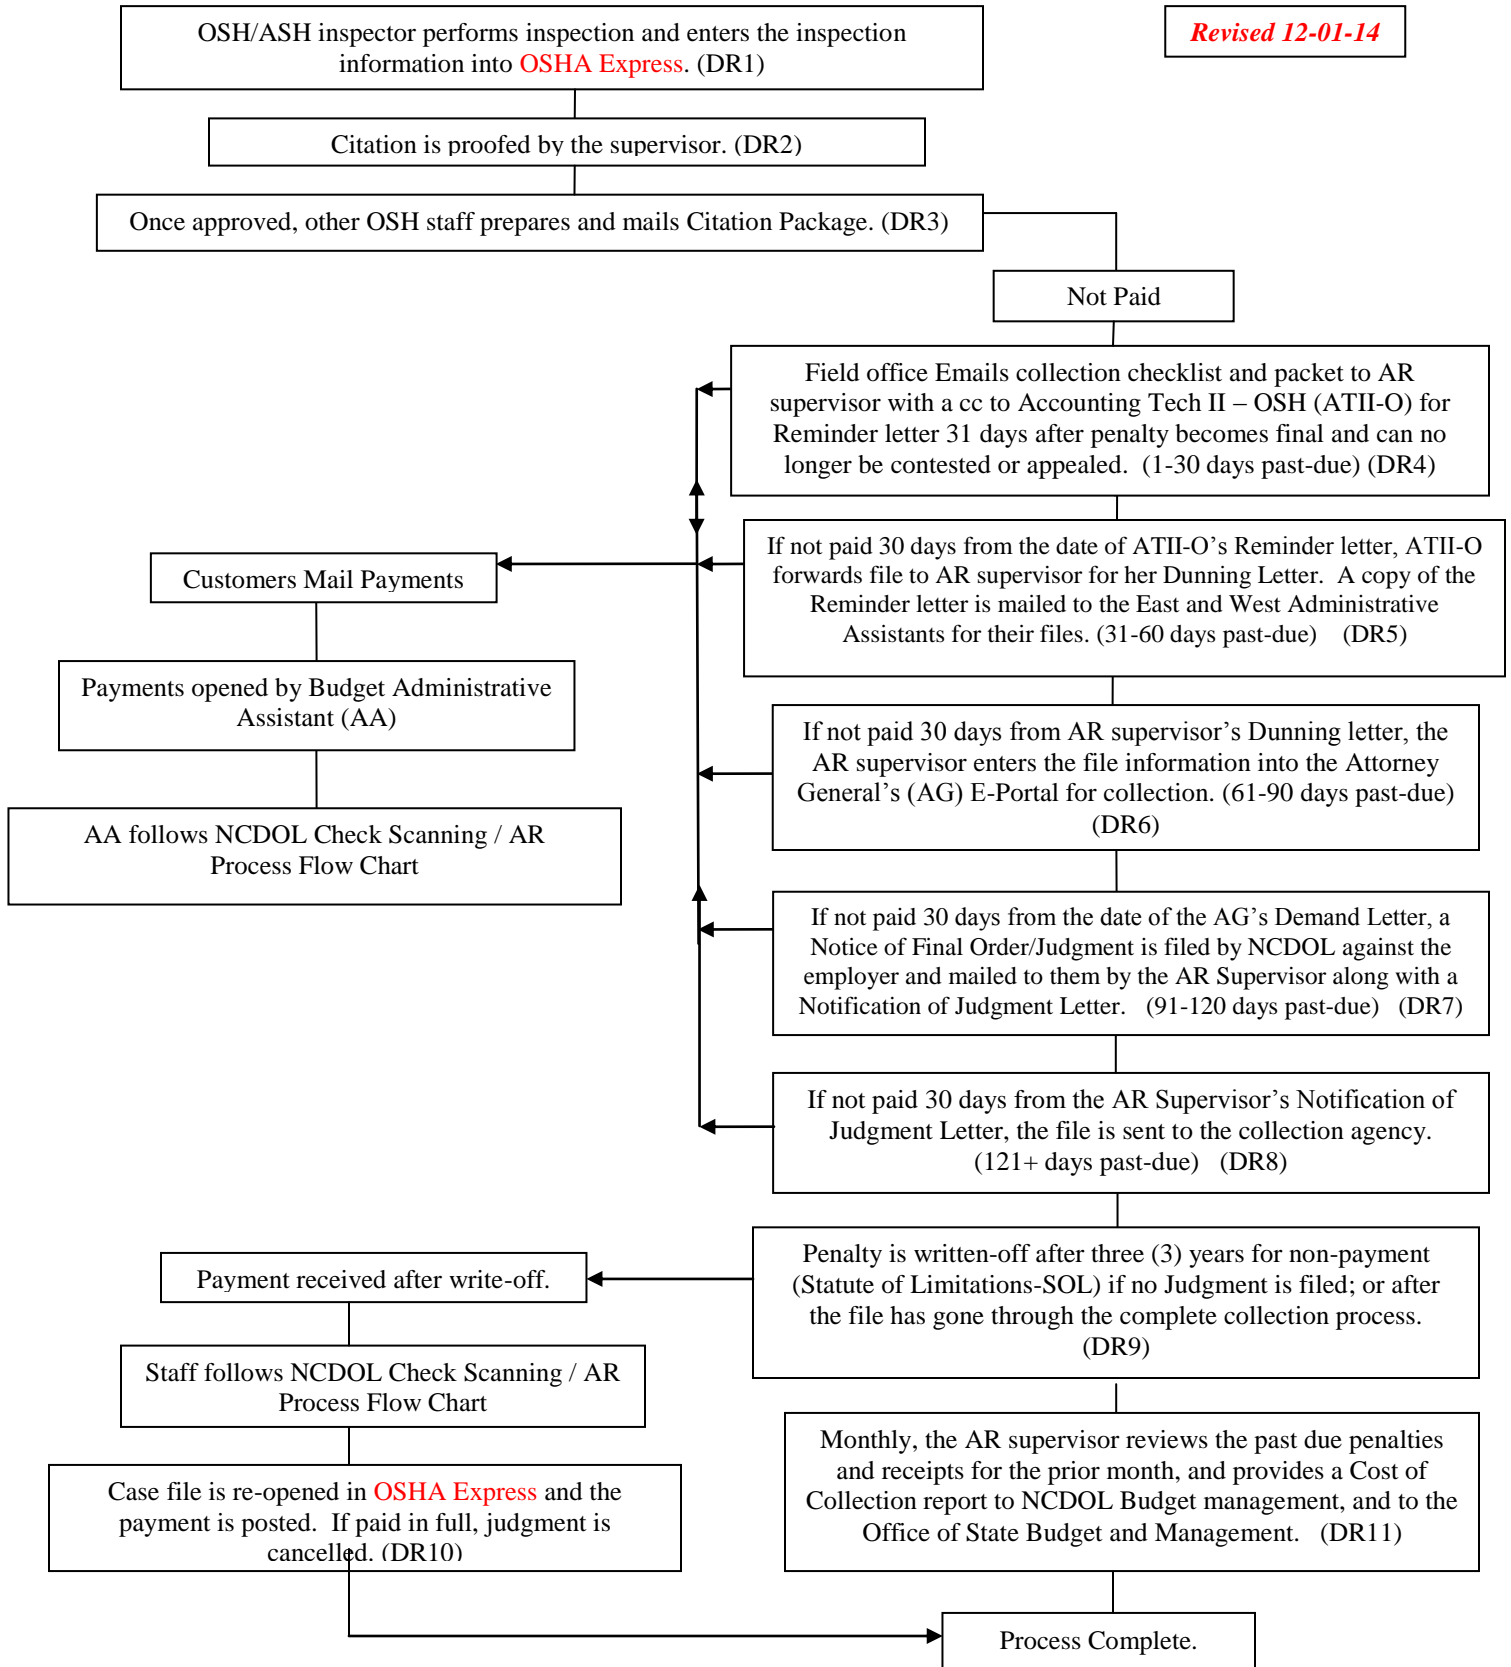 OSH/ASH inspector performs inspection and enters the inspection
information into OSHA Express. (DR1)
Revised 12-01-14
Citation is proofed by the supervisor. (DR2)
Once approved, other OSH staff prepares and mails Citation Package. (DR3)
Not Paid
Field office Emails collection checklist and packet to AR
supervisor with a cc to Accounting Tech II – OSH (ATII-O) for
Reminder letter 31 days after penalty becomes final and can no
longer be contested or appealed. (1-30 days past-due) (DR4)
If not paid 30 days from the date of ATII-O’s Reminder letter, ATII-O
forwards file to AR supervisor for her Dunning Letter. A copy of the
Reminder letter is mailed to the East and West Administrative
Assistants for their files. (31-60 days past-due) (DR5)
Customers Mail Payments
Payments opened by Budget Administrative
Assistant (AA)
AA follows NCDOL Check Scanning / AR
Process Flow Chart
If not paid 30 days from AR supervisor’s Dunning letter, the
AR supervisor enters the file information into the Attorney
General’s (AG) E-Portal for collection. (61-90 days past-due)
(DR6)
If not paid 30 days from the date of the AG’s Demand Letter, a
Notice of Final Order/Judgment is filed by NCDOL against the
employer and mailed to them by the AR Supervisor along with a
Notification of Judgment Letter. (91-120 days past-due) (DR7)
If not paid 30 days from the AR Supervisor’s Notification of
Judgment Letter, the file is sent to the collection agency.
(121+ days past-due) (DR8)
Penalty is written-off after three (3) years for non-payment
(Statute of Limitations-SOL) if no Judgment is filed; or after
the file has gone through the complete collection process.
(DR9)
Payment received after write-off.
Staff follows NCDOL Check Scanning / AR
Process Flow Chart
Case file is re-opened in OSHA Express and the
payment is posted. If paid in full, judgment is
cancelled. (DR10)
Monthly, the AR supervisor reviews the past due penalties
and receipts for the prior month, and provides a Cost of
Collection report to NCDOL Budget management, and to the
Office of State Budget and Management. (DR11)
Process Complete.